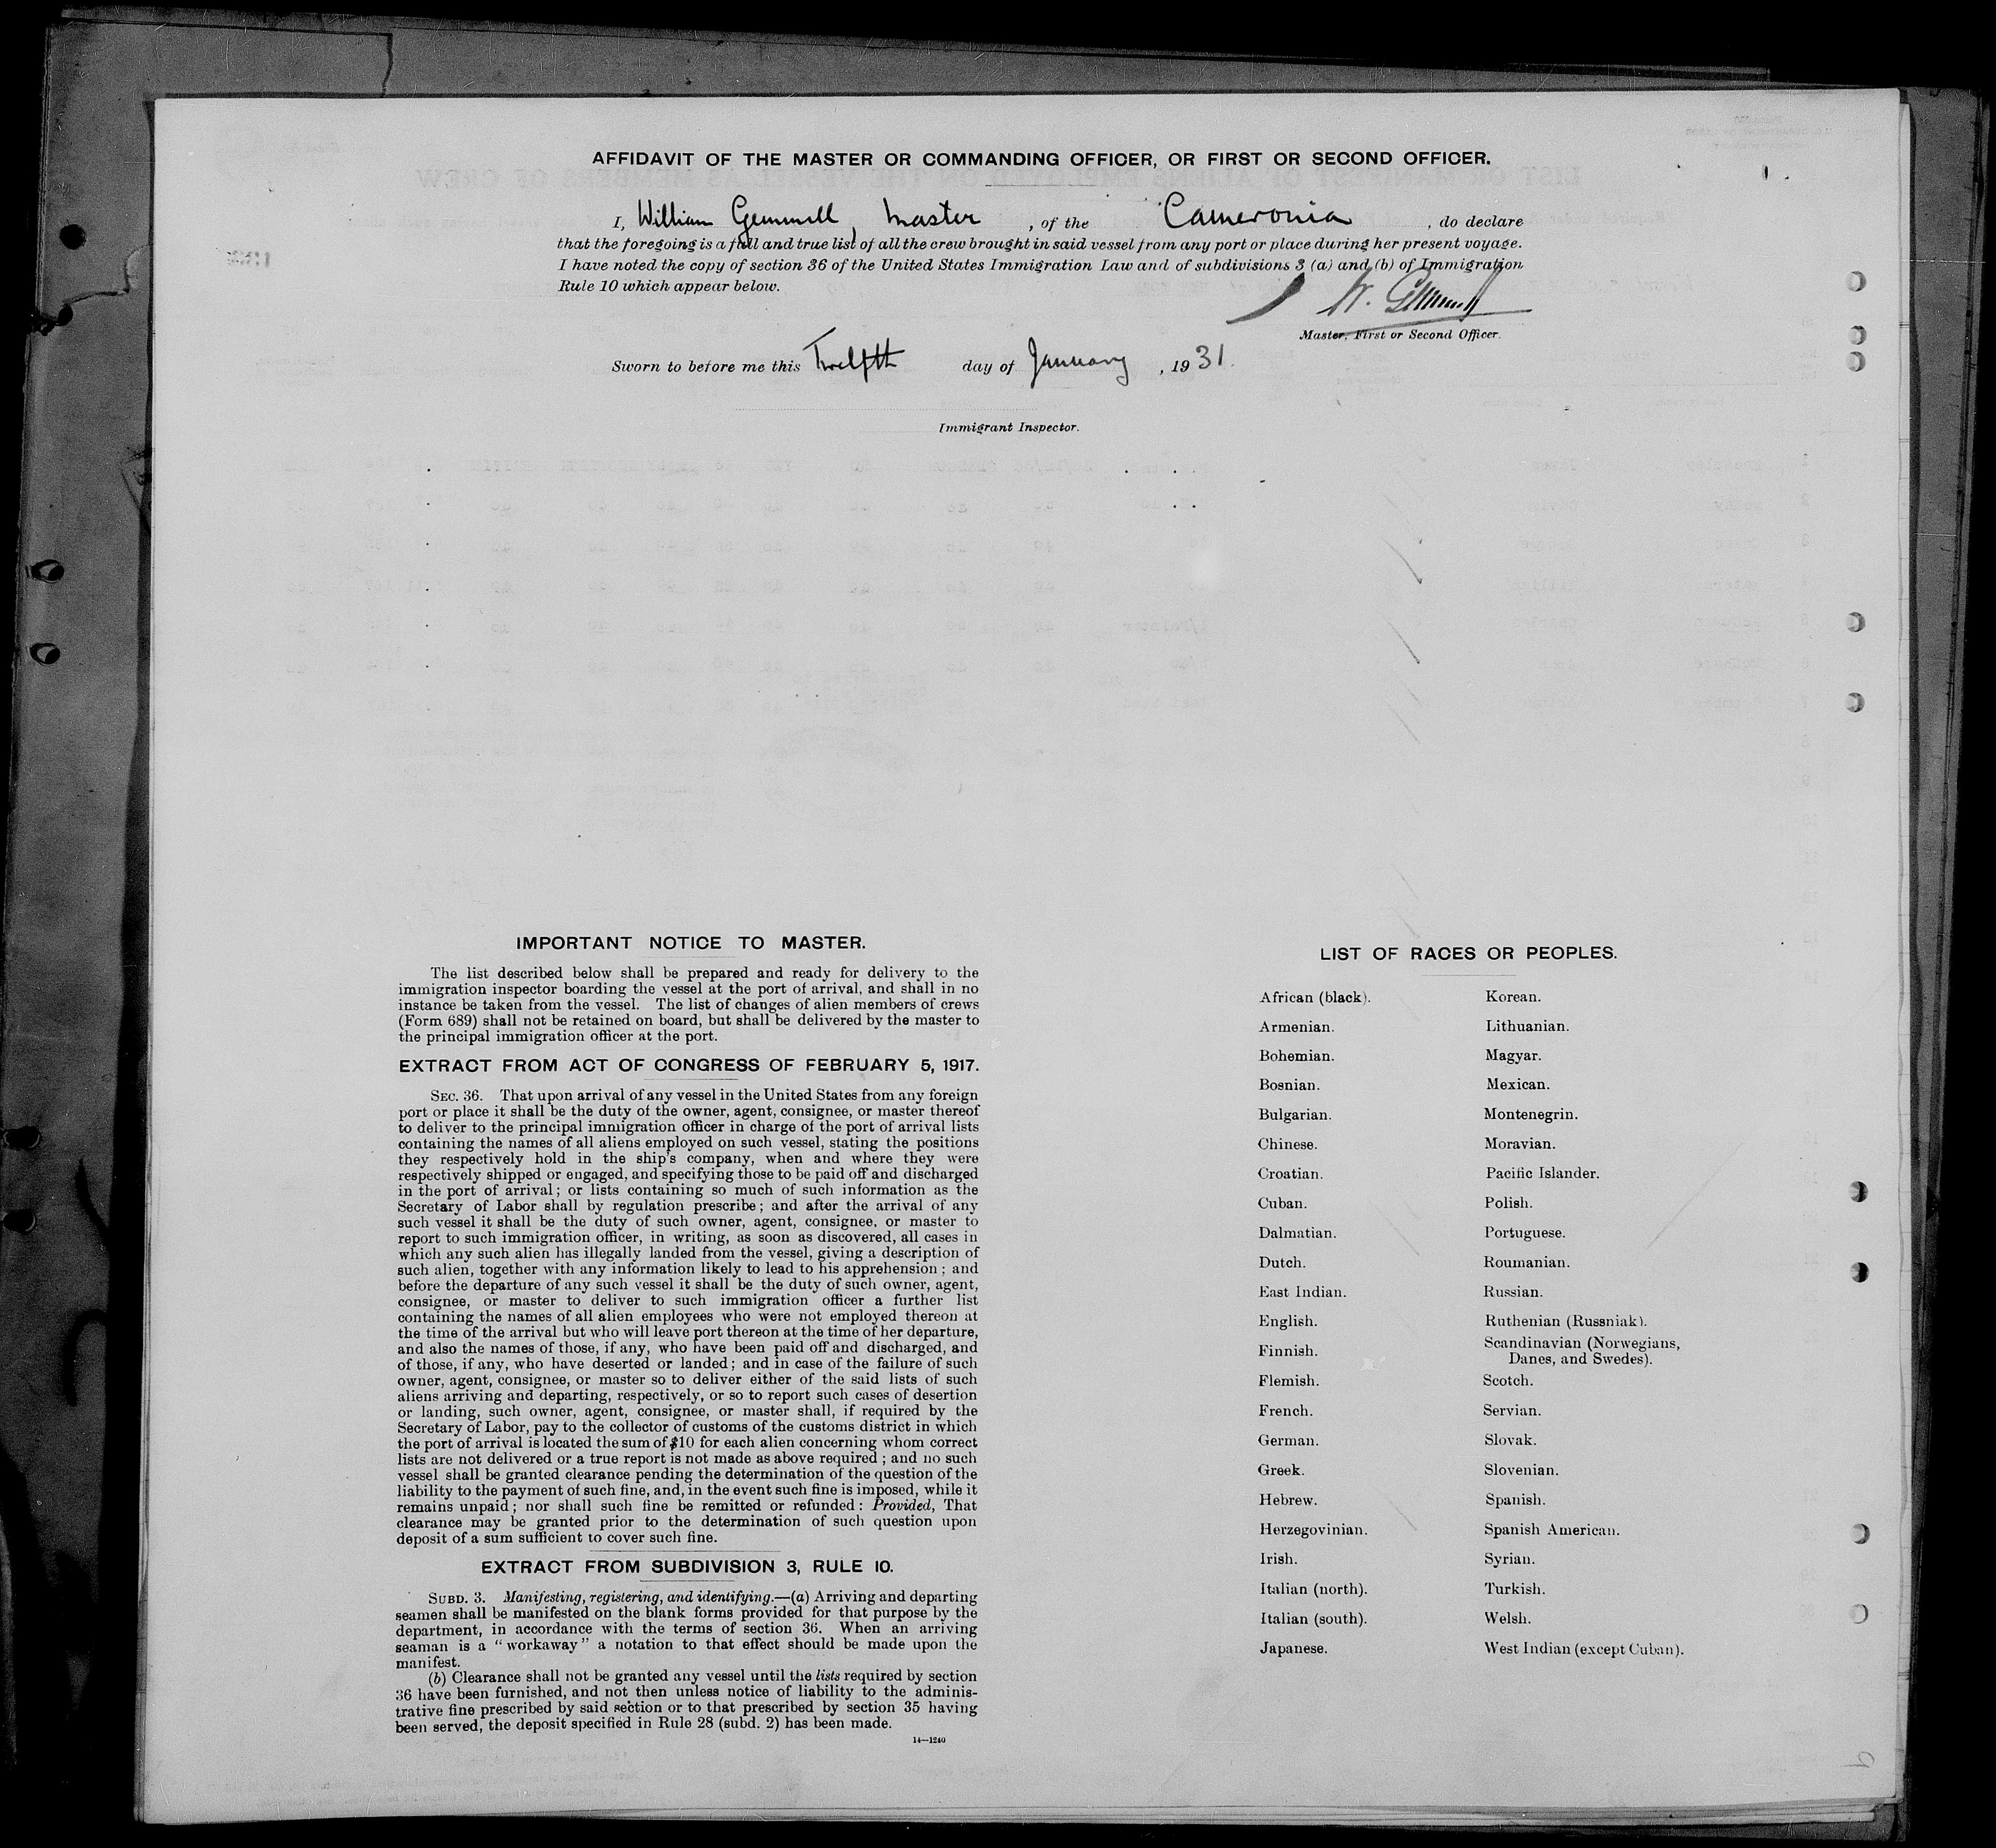 AFFIDAVIT OF THE MASTER OR COMMANDING OFFICER, OR FIRST OR SECOND OFFICER.
I, William Gemmell, Master, of the Cameronia, do declare
that the foregoing is a full and true list of all the crew brought in said vessel from any port or place during her present voyage.
I have noted the copy of section 36 of the United States Immigration Law and of subdivisions 3 (a) and (b) of Immigration
Rule 10 which appear below.
W. Gemmell
Master, First or Second Officer.
Sworn to before me this Twelfth day of January, 1931.
Immigrant Inspector.
IMPORTANT NOTICE TO MASTER.
The list described below shall be prepared and ready for delivery to the
immigration inspector boarding the vessel at the port of arrival, and shall in no
instance be taken from the vessel. The list of changes of alien members of crews
(Form 689) shall not be retained on board, but shall be delivered by the master to
the principal immigration officer at the port.
EXTRACT FROM ACT OF CONGRESS OF FEBRUARY 5, 1917.
SEC. 36. That upon arrival of any vessel in the United States from any foreign
port or place it shall be the duty of the owner, agent, consignee, or master thereof
to deliver to the principal immigration officer in charge of the port of arrival lists
containing the names of all aliens employed on such vessel, stating the positions
they respectively hold in the ship's company, when and where they were
respectively shipped or engaged, and specifying those to be paid off and discharged
in the port of arrival; or lists containing so much of such information as the
Secretary of Labor shall by regulation prescribe; and after the arrival of any
such vessel it shall be the duty of such owner, agent, consignee, or master to
report to such immigration officer, in writing, as soon as discovered, all cases in
which any such alien has illegally landed from the vessel, giving a description of
such alien, together with any information likely to lead to his apprehension; and
before the departure of any such vessel it shall be the duty of such owner, agent,
consignee, or master to deliver to such immigration officer a further list
containing the names of all alien employees who were not employed thereon at
the time of the arrival but who will leave port thereon at the time of her departure,
and also the names of those, if any, who have been paid off and discharged, and
of those, if any, who have deserted or landed; and in case of the failure of such
owner, agent, consignee, or master so to deliver either of the said lists of such
aliens arriving and departing, respectively, or so to report such cases of desertion
or landing, such owner, agent, consignee, or master shall, if required by the
Secretary of Labor, pay to the collector of customs of the customs district in which
the port of arrival is located the sum of $10 for each alien concerning whom correct
lists are not delivered or a true report is not made as above required; and no such
vessel shall be granted clearance pending the determination of the question of the
liability to the payment of such fine, and, in the event such fine is imposed, while it
remains unpaid; nor shall such fine be remitted or refunded: Provided, That
clearance may be granted prior to the determination of such question upon
deposit of a sum sufficient to cover such fine.
EXTRACT FROM SUBDIVISION 3, RULE 10.
SUBD. 3. Manifesting, registering, and identifying.—(a) Arriving and departing
seamen shall be manifested on the blank forms provided for that purpose by the
department, in accordance with the terms of section 36. When an arriving
seaman is a "workaway" a notation to that effect should be made upon the
manifest.
(b) Clearance shall not be granted any vessel until the lists required by section
36 have been furnished, and not then unless notice of liability to the adminis-
trative fine prescribed by said section or to that prescribed by section 35 having
been served, the deposit specified in Rule 28 (subd. 2) has been made.
14—1240
LIST OF RACES OR PEOPLES.
African (black).
Armenian.
Bohemian.
Bosnian.
Bulgarian.
Chinese.
Croatian.
Cuban.
Dalmatian.
Dutch.
East Indian.
English.
Finnish.
Flemish.
French.
German.
Greek.
Hebrew.
Herzegovinian.
Irish.
Italian (north).
Italian (south).
Japanese.
Korean.
Lithuanian.
Magyar.
Mexican.
Montenegrin.
Moravian.
Pacific Islander.
Polish.
Portuguese.
Roumanian.
Russian.
Ruthenian (Russniak).
Scandinavian (Norwegians,
Danes, and Swedes).
Scotch.
Servian.
Slovak.
Slovenian.
Spanish.
Spanish American.
Syrian.
Turkish.
Welsh.
West Indian (except Cuban).